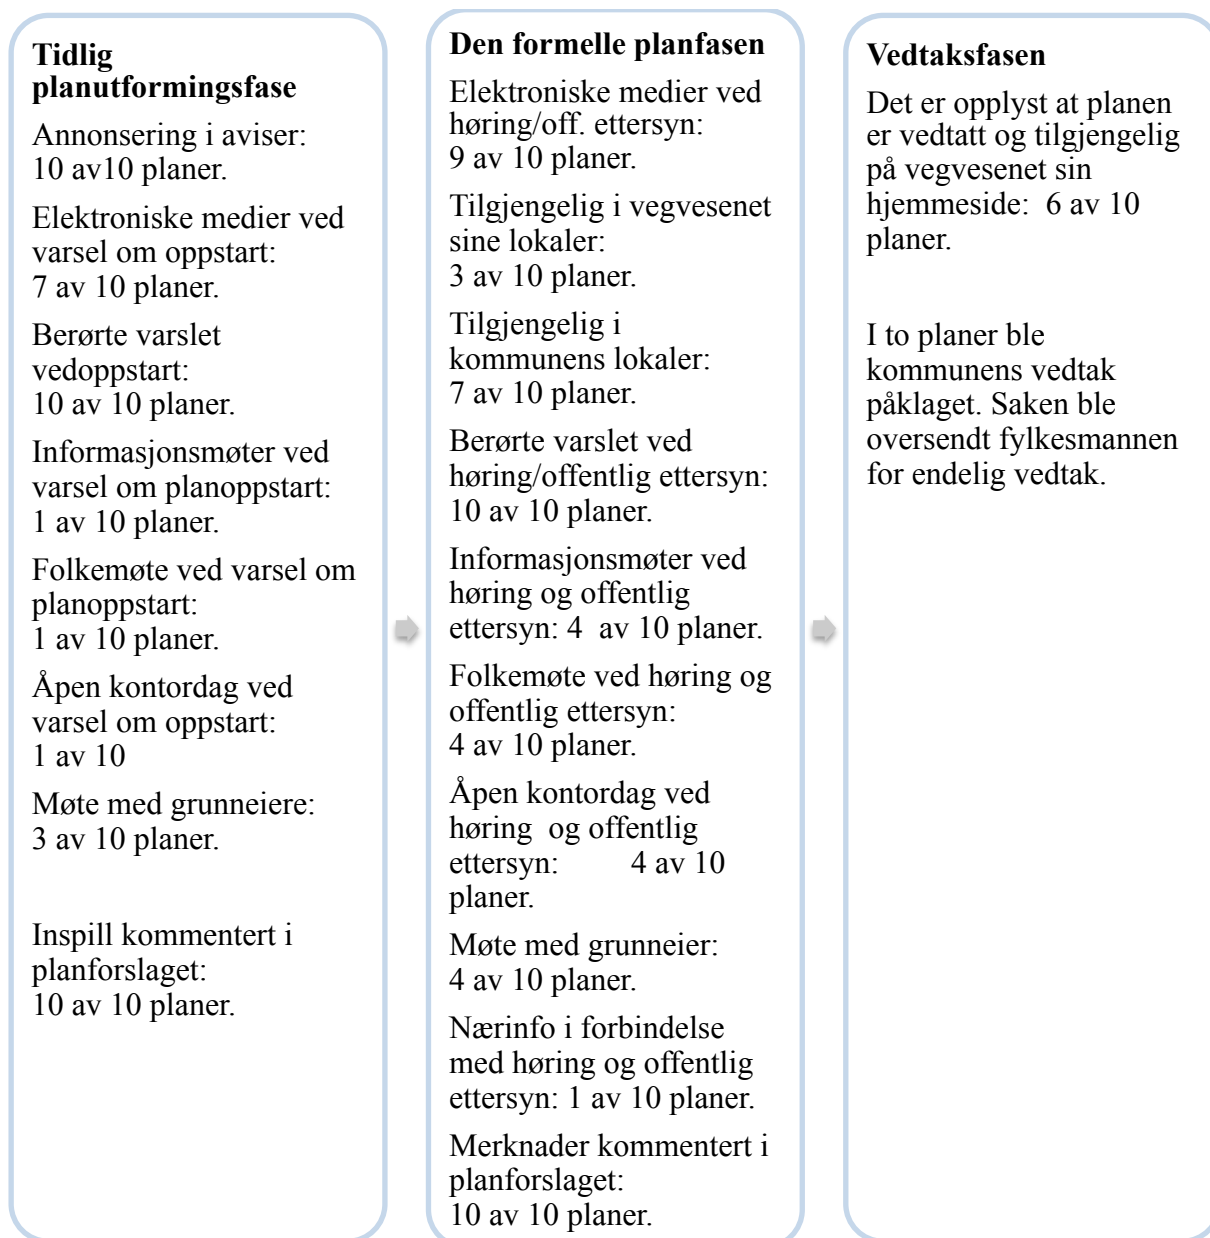 Tidlig
planutformingsfase
Annonsering i aviser:
10 av10 planer.
Elektroniske medier ved
varsel om oppstart:
7 av 10 planer.
Berørte varslet
vedoppstart:
10 av 10 planer.
Informasjonsmøter ved
varsel om planoppstart:
1 av 10 planer.
Folkemøte ved varsel om
planoppstart:
1 av 10 planer.
Åpen kontordag ved
varsel om oppstart:
1 av 10
Møte med grunneiere:
3 av 10 planer.
Inspill kommentert i
planforslaget:
10 av 10 planer.
Den formelle planfasen
Elektroniske medier ved
høring/off. ettersyn:
9 av 10 planer.
Tilgjengelig i vegvesenet
sine lokaler:
3 av 10 planer.
Tilgjengelig i
kommunens lokaler:
7 av 10 planer.
Berørte varslet ved
høring/offentlig ettersyn:
10 av 10 planer.
Informasjonsmøter ved
høring og offentlig
ettersyn: 4  av 10 planer.
Folkemøte ved høring og
offentlig ettersyn:
4 av 10 planer.
Åpen kontordag ved
høring  og offentlig
ettersyn: 4 av 10
planer.
Møte med grunneier:
4 av 10 planer.
Nærinfo i forbindelse
med høring og offentlig
ettersyn: 1 av 10 planer.
Merknader kommentert i
planforslaget:
10 av 10 planer.
Vedtaksfasen
Det er opplyst at planen
er vedtatt og tilgjengelig
på vegvesenet sin
hjemmeside:  6 av 10
planer.
I to planer ble
kommunens vedtak
påklaget. Saken ble
oversendt fylkesmannen
for endelig vedtak.